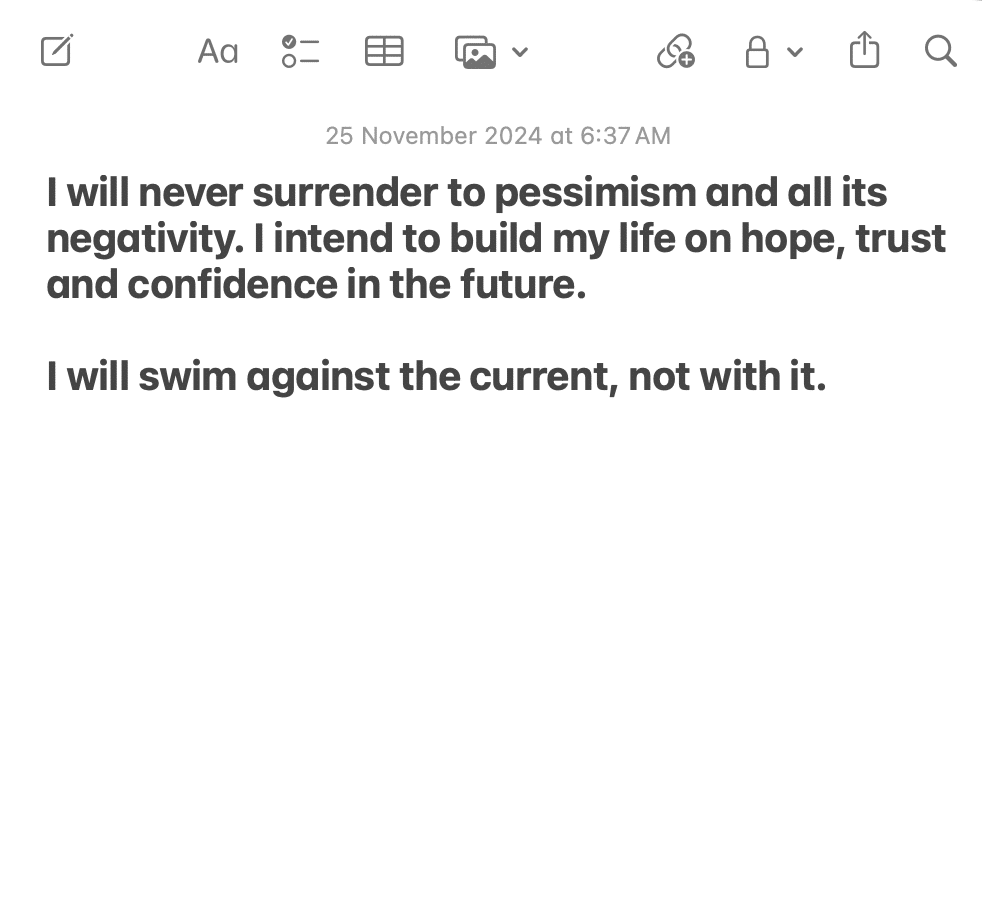 Aa
25 November 2024 at 6:37 AM
I will never surrender to pessimism and all its
negativity. I intend to build my life on hope, trust
and confidence in the future.
I will swim against the current, not with it.